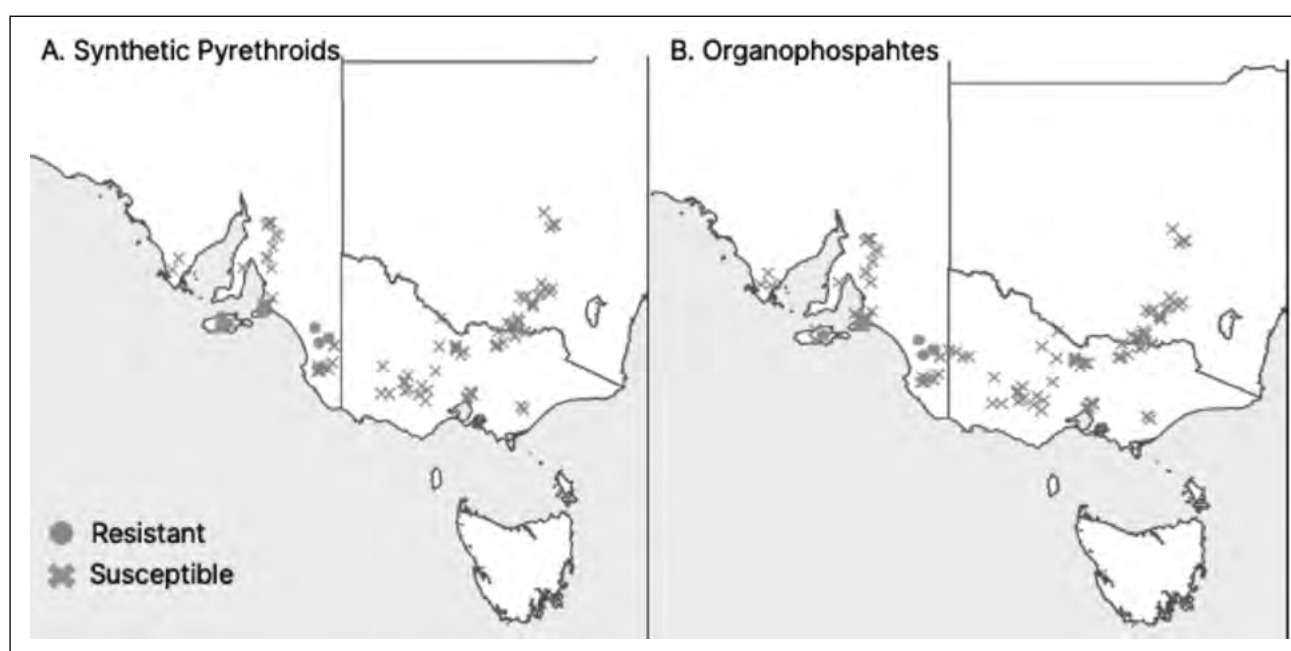 A. Synthetic Pyrethroids
B. Organophospahtes
Resistant
Susceptible